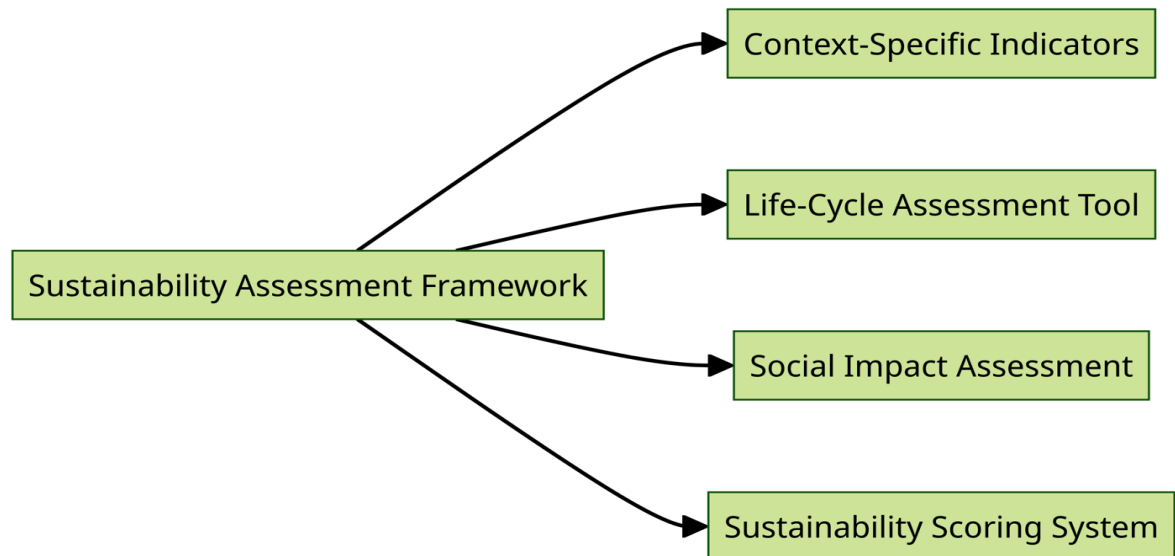 Context-Specific Indicators
Life-Cycle Assessment Tool
Sustainability Assessment Framework
Social Impact Assessment
Sustainability Scoring System